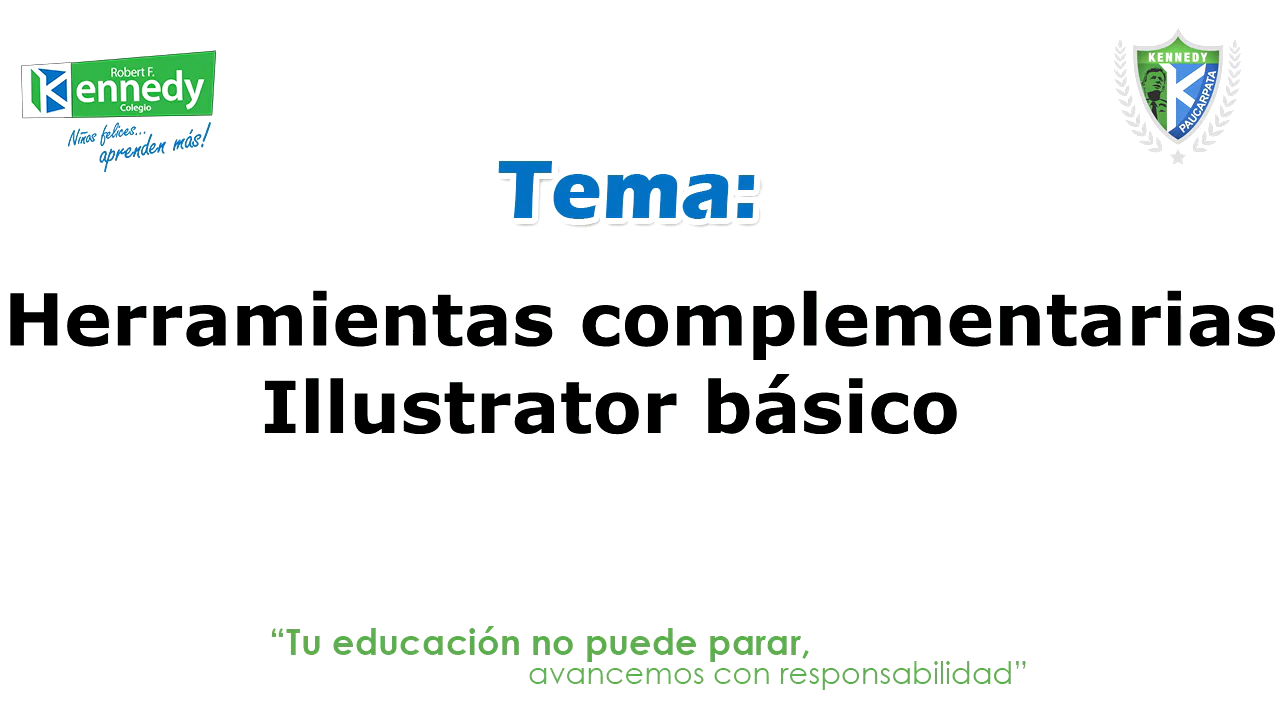 Robert F.
Kennedy
Colegio
Niños felices...
aprenden más!
KENNEDY
PAUCARPATA
Tema:
Herramientas complementarias
Illustrator básico
“Tu educación no puede parar,
avancemos con responsabilidad”